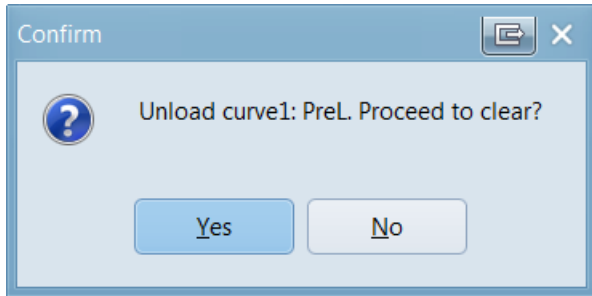 Confirm
Unload curve1: PreL. Proceed to clear?
Yes
No